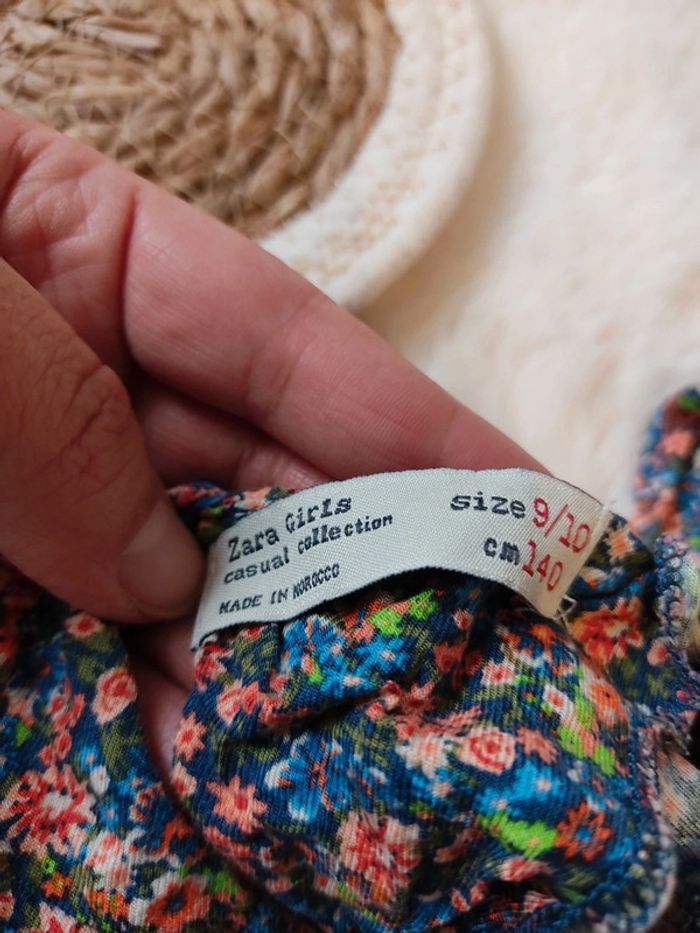 Zara Girls
casual collection
MADE IN MOROCCO
size 9/10
cm 140